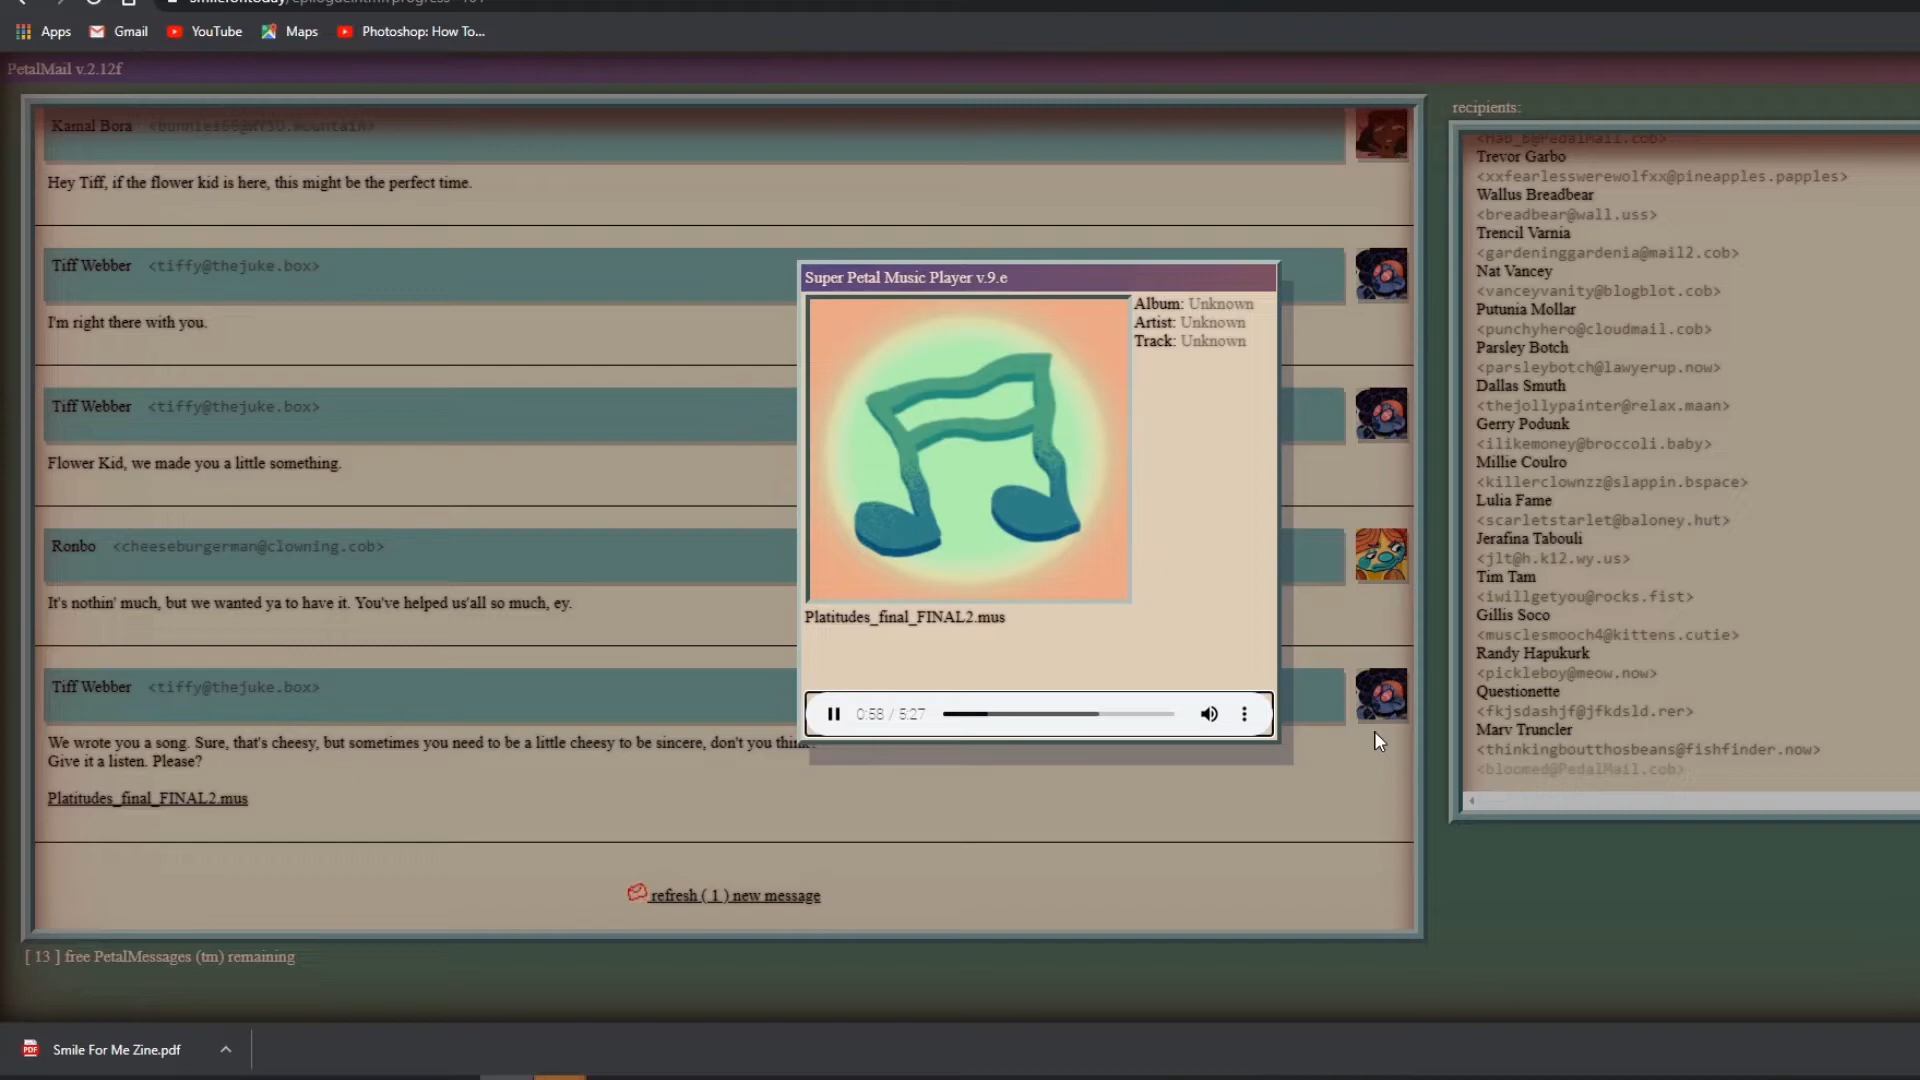 Apps Gmail YouTube Maps Photoshop: How To...
PetalMail v.2.12f
Kamal Bora
Hey Tiff, if the flower kid is here, this might be the perfect time.
Tiff Webber <tiffy@thejuke.box>
I'm right there with you.
Tiff Webber <tiffy@thejuke.box>
Flower Kid, we made you a little something.
Ronbo <cheeseburgerman@clowning.cob>
It's nothin' much, but we wanted ya to have it. You've helped us'all so much, ey.
Tiff Webber <tiffy@thejuke.box>
We wrote you a song. Sure, that's cheesy, but sometimes you need to be a little cheesy to be sincere, don't you think?
Give it a listen. Please?
Platitudes_final_FINAL2.mus
refresh ( 1 ) new message
[ 13 ] free PetalMessages (tm) remaining
Super Petal Music Player v.9.e
Album: Unknown
Artist: Unknown
Track: Unknown
Platitudes_final_FINAL2.mus
0:58 / 5:27
recipients:
Trevor Garbo
<xxfearlesswerewolfxx@pineapples.papples>
Wallus Breadbear
<breadbear@wall.uss>
Trencil Varnia
<gardeninggardenia@mail2.cob>
Nat Vancey
<vanceyvanity@blogblot.cob>
Putunia Mollar
<punchyhero@cloudmail.cob>
Parsley Botch
<parsleybotch@lawyerup.now>
Dallas Smuth
<thejollypainter@relax.maan>
Gerry Podunk
<ilikemoney@broccoli.baby>
Millie Coulro
<killerclownzz@slappin.bspace>
Lulia Fame
<scarletstarlet@baloney.hut>
Jerafina Tabouli
<jlt@h.k12.wy.us>
Tim Tam
<iwillgetyou@rocks.fist>
Gillis Soco
<musclesmooch4@kittens.cutie>
Randy Hapukurk
<pickleboy@meow.now>
Questionette
<fkjsdashjf@jfkdsld.rer>
Marv Truncler
<thinkingboutthosbeans@fishfinder.now>
<bloomed@PedalMail.cob>
PDF Smile For Me Zine.pdf